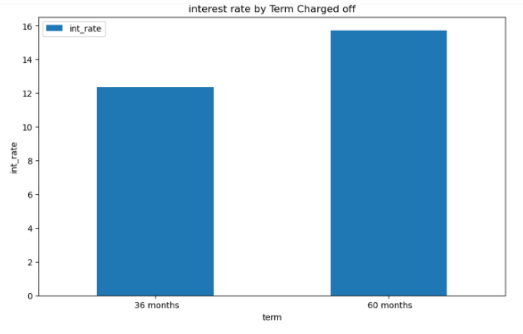 interest rate by Term Charged off
int_rate
16
14
12
10
8
6
4
2
0
int_rate
36 months
60 months
term